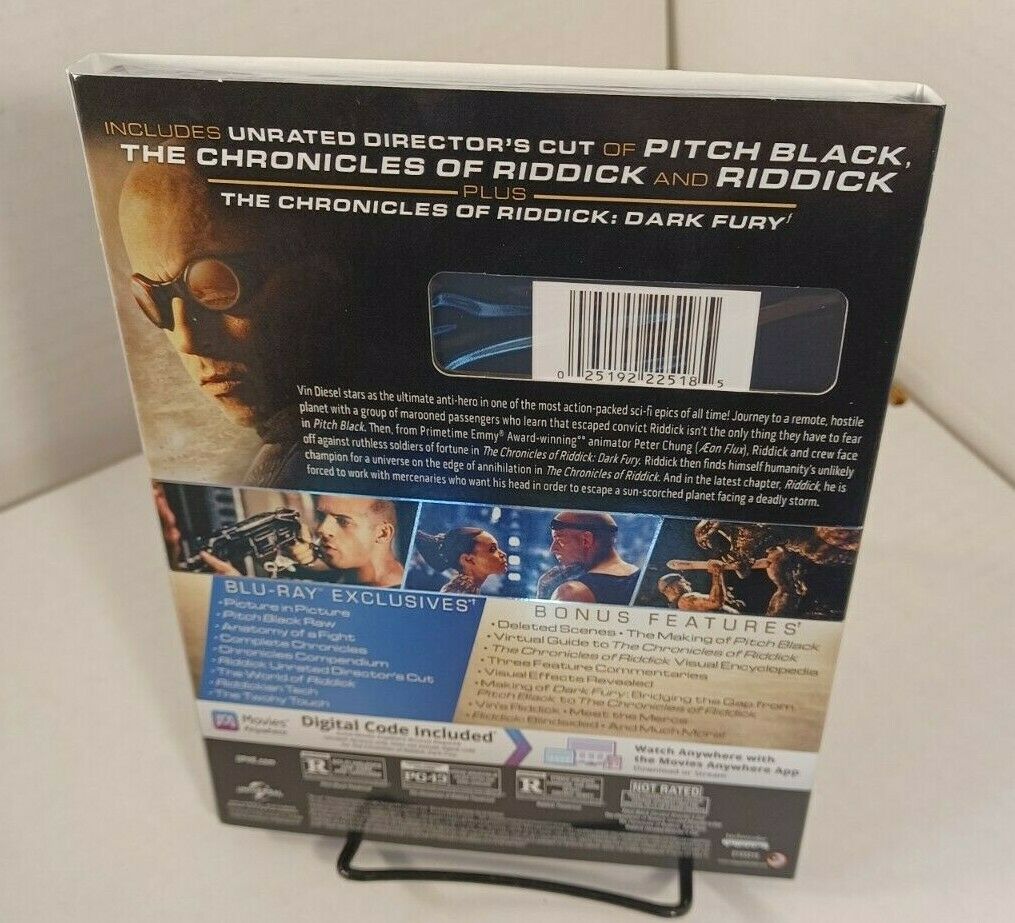 INCLUDES UNRATED DIRECTOR'S CUT OF PITCH BLACK,
THE CHRONICLES OF RIDDICK AND RIDDICK
PLUS
THE CHRONICLES OF RIDDICK: DARK FURY†
0 25192 22518 5
Vin Diesel stars as the ultimate anti-hero in one of the most action-packed sci-fi epics of all time! Journey to a remote, hostile
planet with a group of marooned passengers who learn that escaped convict Riddick isn't the only thing they have to fear
in Pitch Black. Then, from Primetime Emmy® Award-winning** animator Peter Chung (Æon Flux), Riddick and crew face
off against ruthless soldiers of fortune in The Chronicles of Riddick: Dark Fury. Riddick then finds himself humanity's unlikely
champion for a universe on the edge of annihilation in The Chronicles of Riddick. And in the latest chapter, Riddick, he is
forced to work with mercenaries who want his head in order to escape a sun-scorched planet facing a deadly storm.
BLU-RAY™ EXCLUSIVES*†
•Picture in Picture
•Pitch Black Raw
•Anatomy of a Fight
•Complete Chronicles
•Chronicles Compendium
•Riddick Unrated Director's Cut
•The World of Riddick
•Riddickian Tech
•The Twohy Touch
BONUS FEATURES†
•Deleted Scenes • The Making of Pitch Black
•Virtual Guide to The Chronicles of Riddick
•The Chronicles of Riddick Visual Encyclopedia
•Three Feature Commentaries
•Visual Effects Revealed
•Making of Dark Fury: Bridging the Gap from
Pitch Black to The Chronicles of Riddick
•Vin's Riddick • Meet the Mercs
•Riddick: Blindsided • And Much More!
Movies Anywhere
Digital Code Included*
Watch Anywhere with
the Movies Anywhere App
Download or Stream
R
PG-13
R
NOT RATED